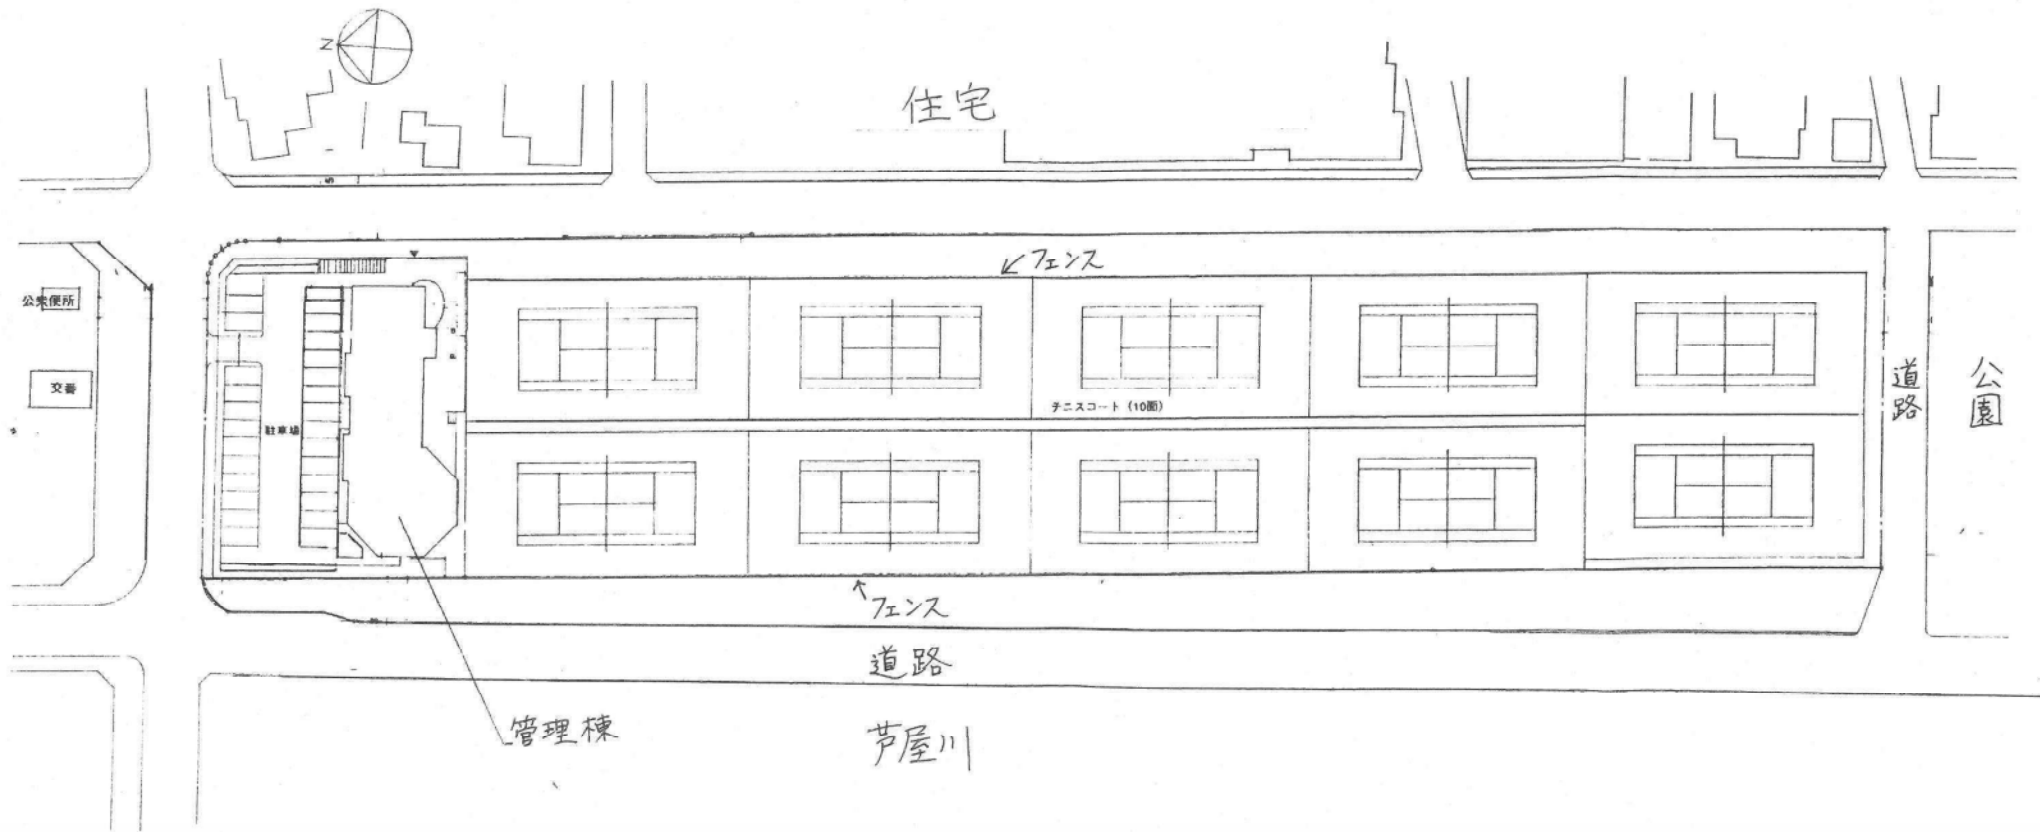 N
住宅
フェンス
公衆便所
交番
駐車場
テニスコート (10面)
道路
公園
フェンス
道路
管理棟
芦屋川